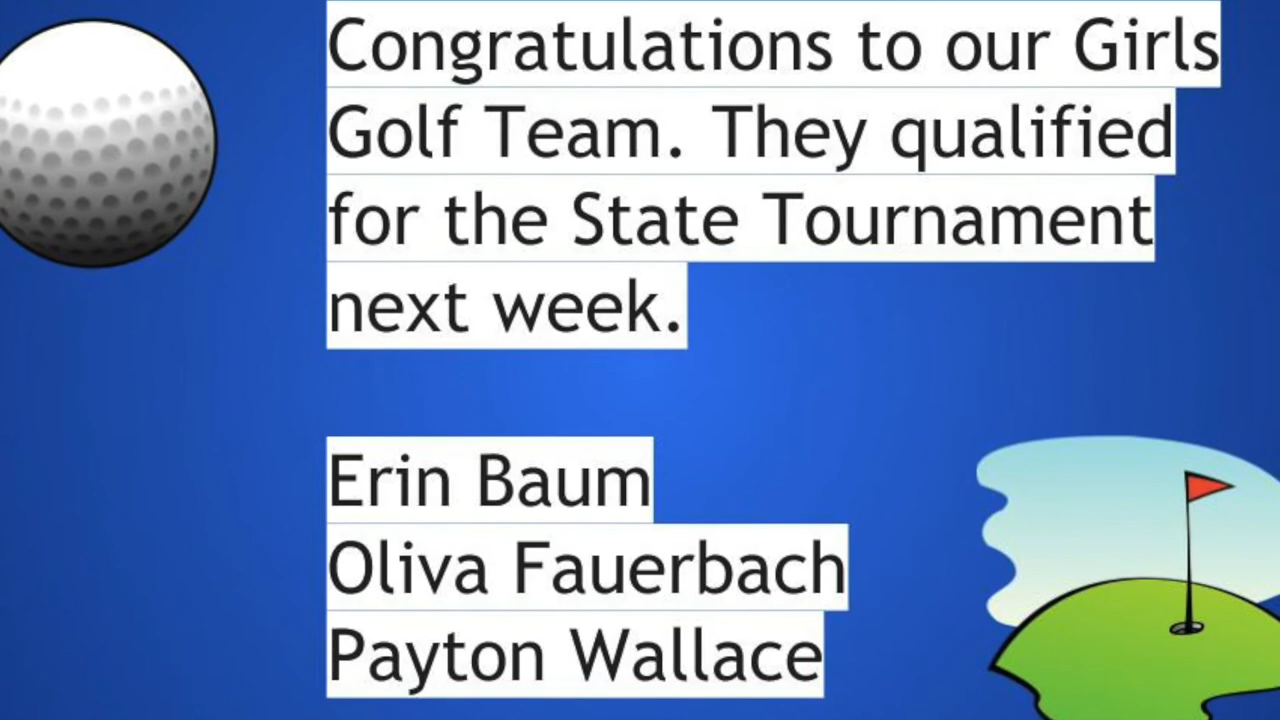 Congratulations to our Girls
Golf Team. They qualified
for the State Tournament
next week.
Erin Baum
Oliva Fauerbach
Payton Wallace